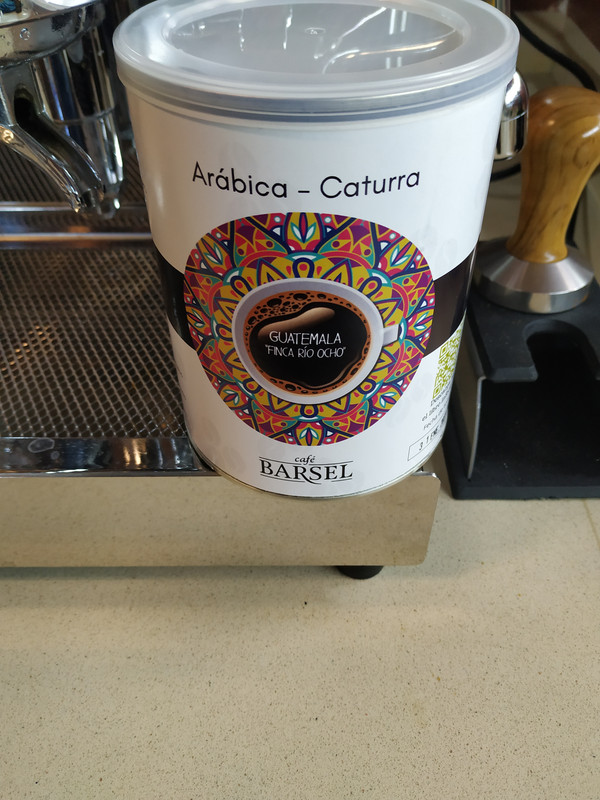 Arábica - Caturra
GUATEMALA
"FINCA RÍO OCHO"
café
BARSEL